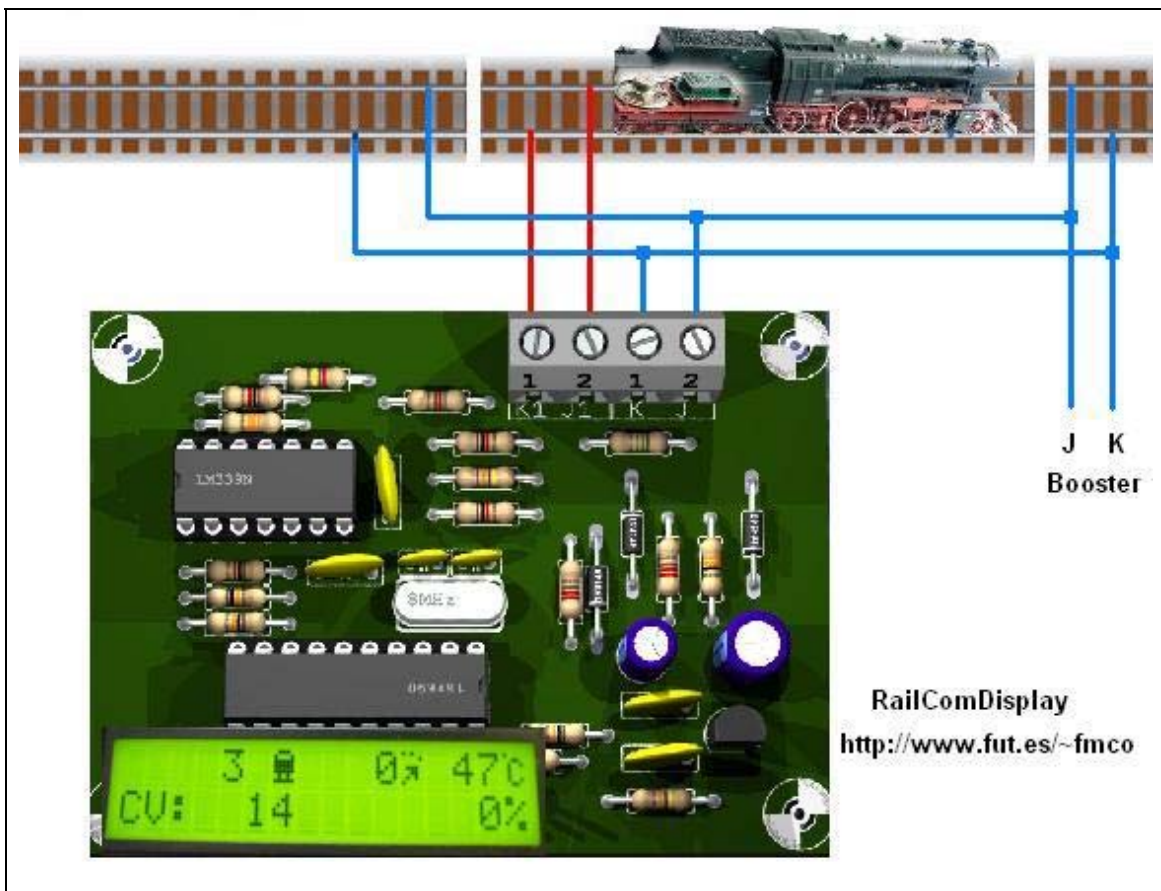 1 2 1 2
K1 J1 K J
J K
Booster
LM339N
8MHz
RailComDisplay
http://www.fut.es/~fmco
3 0 47°C
CV: 14 0%